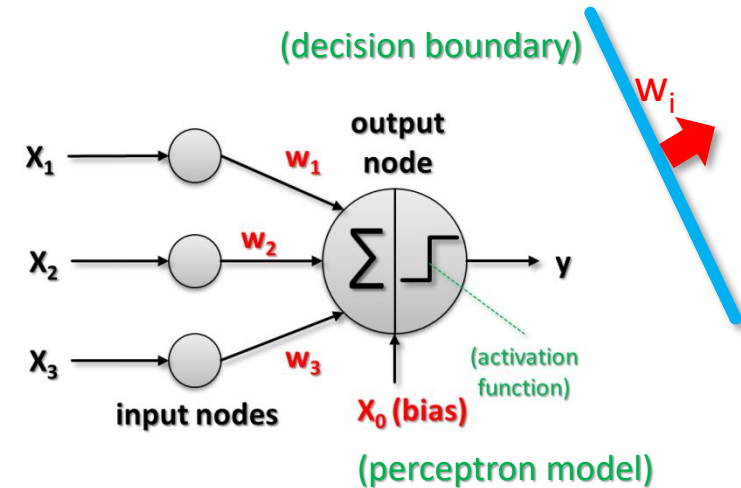 (decision boundary)
wᵢ
output
node
X₁
w₁
X₂
w₂
Σ
y
X₃
w₃
(activation
function)
input nodes
X₀ (bias)
(perceptron model)